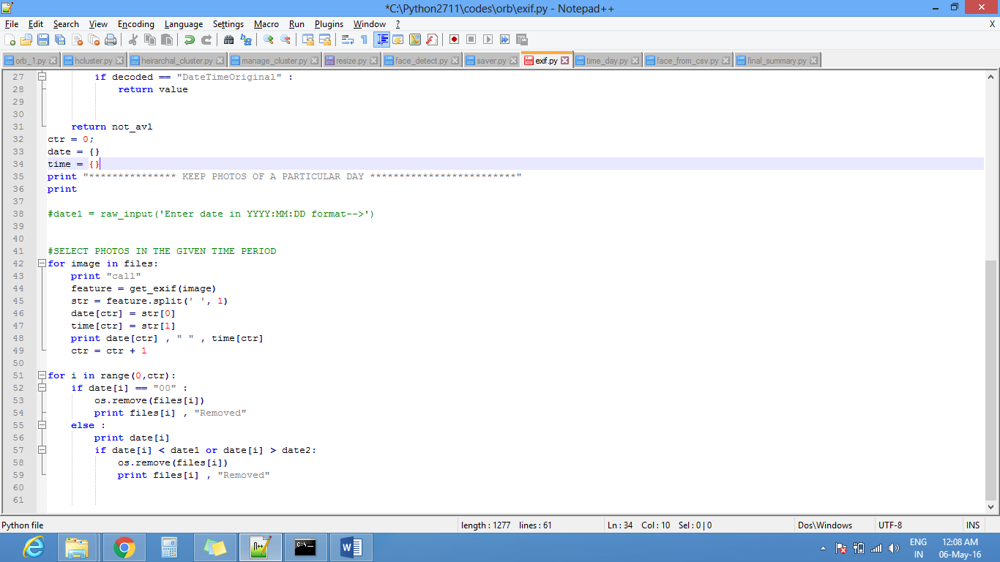 *C:\Python2711\codes\orb\exif.py - Notepad++
File Edit Search View Encoding Language Settings Macro Run Plugins Window ? X
orb_1.py hcluster.py heirarchal_cluster.py manage_cluster.py resize.py face_detect.py saver.py exif.py time_day.py face_from_csv.py final_summary.py
27 if decoded == "DateTimeOriginal" :
28 return value
29
30
31 return not_avl
32 ctr = 0;
33 date = {}
34 time = {}
35 print "*************** KEEP PHOTOS OF A PARTICULAR DAY *************************"
36 print
37
38 #date1 = raw_input('Enter date in YYYY:MM:DD format-->')
39
40
41 #SELECT PHOTOS IN THE GIVEN TIME PERIOD
42 for image in files:
43 print "call"
44 feature = get_exif(image)
45 str = feature.split(' ', 1)
46 date[ctr] = str[0]
47 time[ctr] = str[1]
48 print date[ctr] , " " , time[ctr]
49 ctr = ctr + 1
50
51 for i in range(0,ctr):
52 if date[i] == "00" :
53 os.remove(files[i])
54 print files[i] , "Removed"
55 else :
56 print date[i]
57 if date[i] < date1 or date[i] > date2:
58 os.remove(files[i])
59 print files[i] , "Removed"
60
61
Python file length : 1277 lines : 61 Ln : 34 Col : 10 Sel : 0 | 0 Dos\Windows UTF-8 INS
ENG 12:08 AM
IN 06-May-16